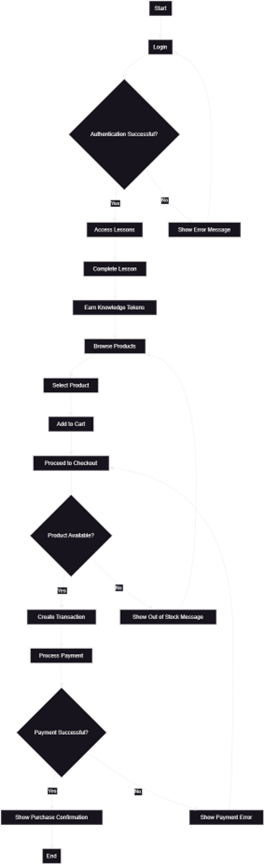 Start
Login
Authentication Successful?
Yes
No
Access Lessons
Show Error Message
Complete Lesson
Earn Knowledge Tokens
Browse Products
Select Product
Add to Cart
Proceed to Checkout
Product Available?
Yes
No
Create Transaction
Show Out of Stock Message
Process Payment
Payment Successful?
Yes
No
Show Purchase Confirmation
Show Payment Error
End